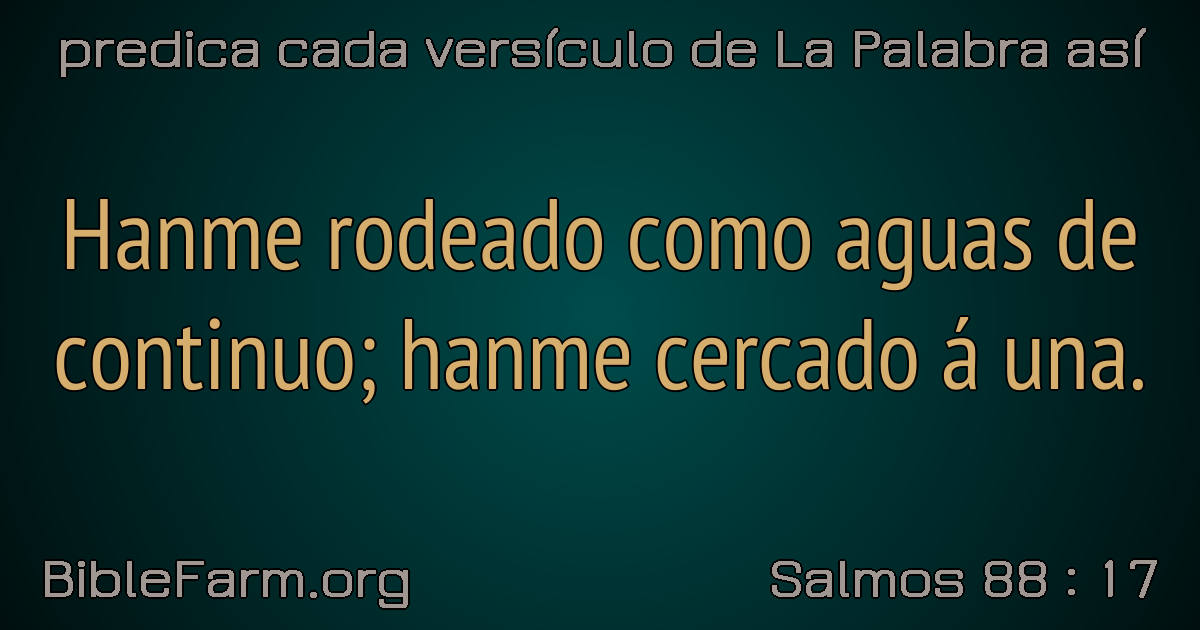 predica cada versículo de La Palabra así
Hanme rodeado como aguas de
continuo; hanme cercado á una.
BibleFarm.org
Salmos 88 : 17